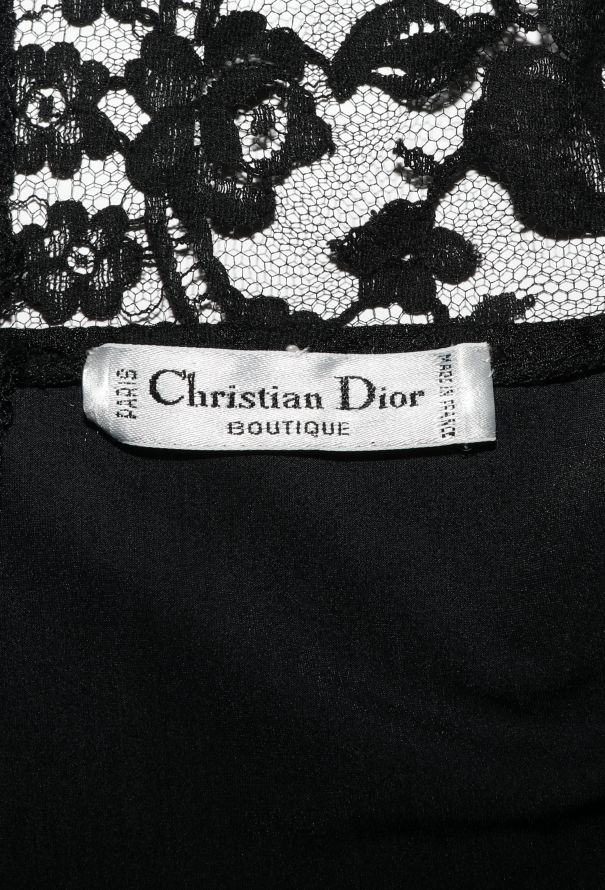 PARIS
Christian Dior
BOUTIQUE
MADE IN FRANCE